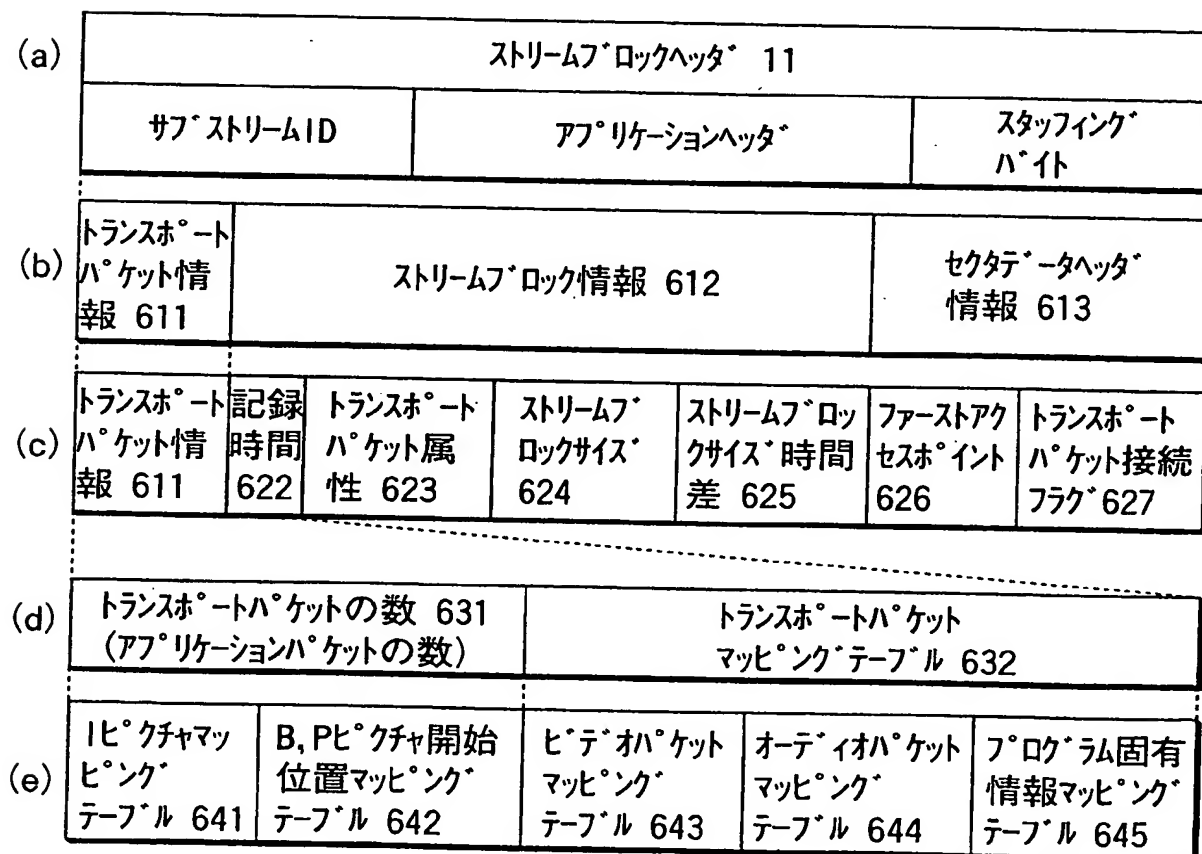 (a)
ストリームブロックヘッダ 11
サブストリームID
アプリケーションヘッダ
スタッフィング
バイト
(b)
トランスポート
パケット情
報 611
ストリームブロック情報 612
セクタデータヘッダ
情報 613
(c)
トランスポート
パケット情
報 611
記録
時間
622
トランスポート
パケット属
性 623
ストリームブ
ロックサイズ
624
ストリームブロッ
クサイズ時間
差 625
ファーストアク
セスポイント
626
トランスポート
パケット接続
フラグ627
(d)
トランスポートパケットの数 631
(アプリケーションパケットの数)
トランスポートパケット
マッピングテーブル 632
(e)
Iピクチャマッ
ピング
テーブル 641
B,Pピクチャ開始
位置マッピング
テーブル 642
ビデオパケット
マッピング
テーブル 643
オーディオパケット
マッピング
テーブル 644
プログラム固有
情報マッピング
テーブル 645